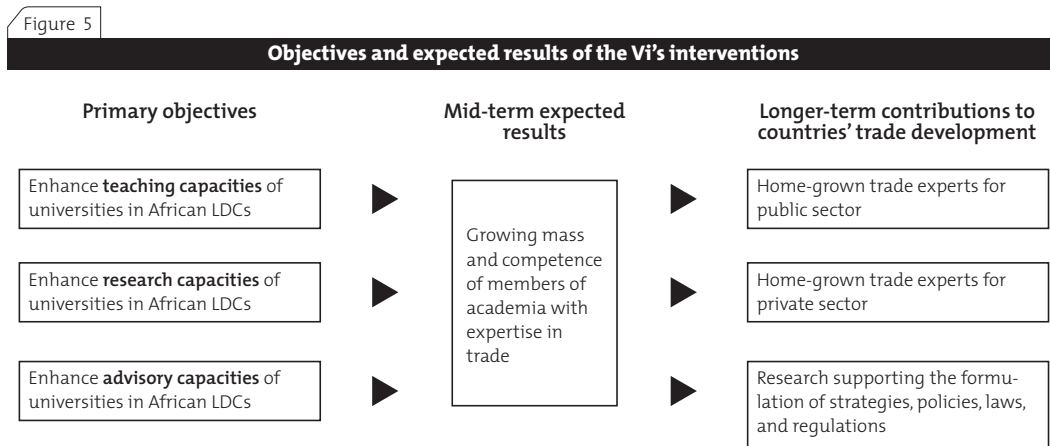 Figure 5
Objectives and expected results of the Vi's interventions
Primary objectives
Mid-term expected
results
Longer-term contributions to
countries' trade development
Enhance teaching capacities of
universities in African LDCs
Enhance research capacities of
universities in African LDCs
Enhance advisory capacities of
universities in African LDCs
Growing mass
and competence
of members of
academia with
expertise in
trade
Home-grown trade experts for
public sector
Home-grown trade experts for
private sector
Research supporting the formu-
lation of strategies, policies, laws,
and regulations